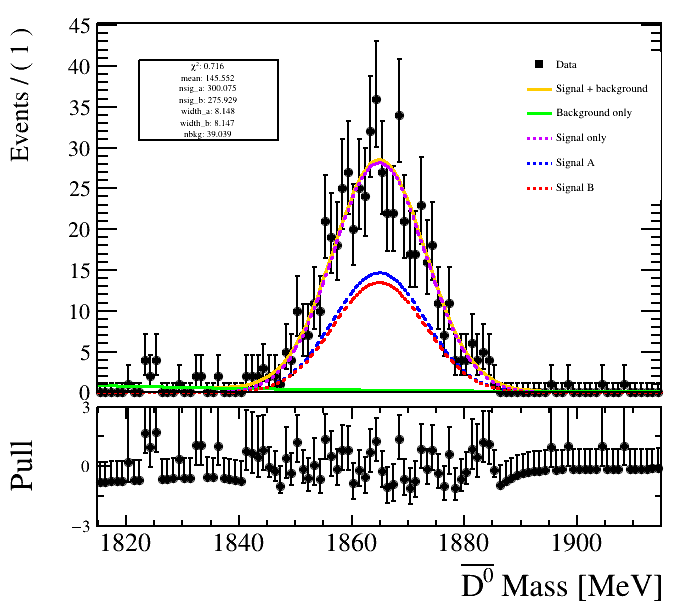 Events / ( 1 )
45
40
35
30
25
20
15
10
5
0
χ²: 0.716
mean: 145.552
nsig_a: 300.075
nsig_b: 275.929
width_a: 8.148
width_b: 8.147
nbkg: 39.039
Data
Signal + background
Background only
Signal only
Signal A
Signal B
Pull
3
0
−3
1820 1840 1860 1880 1900
D⁰ Mass [MeV]